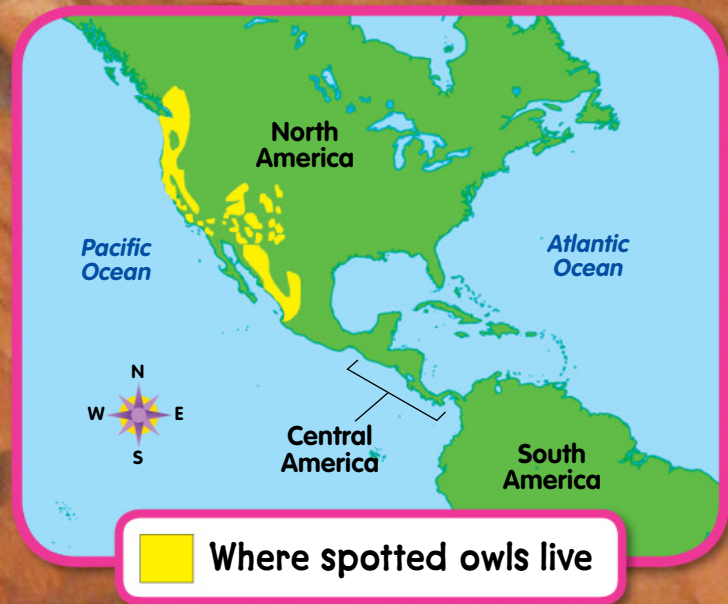 North
America
Pacific
Ocean
Atlantic
Ocean
N
W E
S
Central
America
South
America
Where spotted owls live